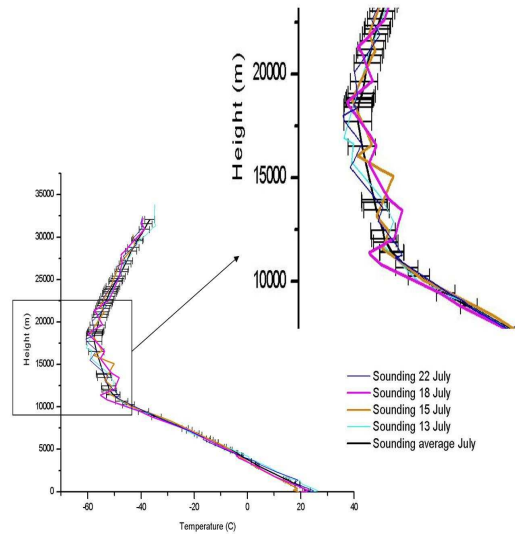 Height (m)
20000
15000
10000
Height (m)
35000
30000
25000
20000
15000
10000
5000
0
-60
-40
-20
0
20
40
Temperature (C)
Sounding 22 July
Sounding 18 July
Sounding 15 July
Sounding 13 July
Sounding average July